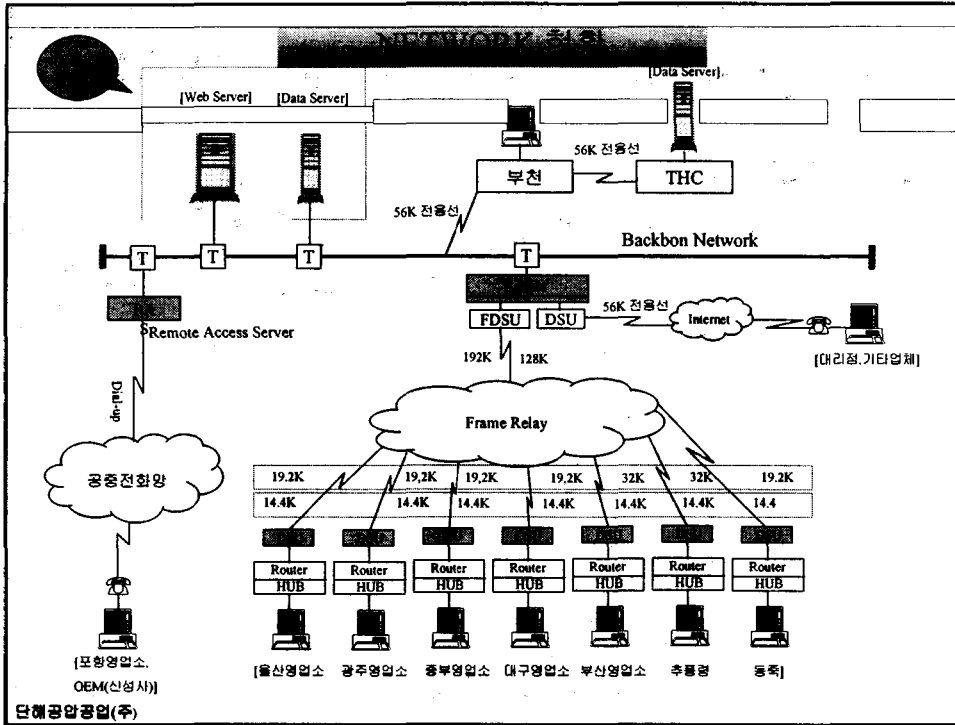 NETWORK
[Data Server]
[Web Server] [Data Server]
56K 전용선
부천
THC
56K 전용선
Backbon Network
T T T T
S Remote Access Server
FDSU DSU
56K 전용선
Internet
[대리점.기타업체]
192K 128K
Dial-up
Frame Relay
공중전화망
19.2K 19,2K 19,2K 19,2K 32K 32K 19.2K
14.4K 14.4K 14.4K 14.4K 14.4K 14.4K 14.4
Router Router Router Router Router Router Router
HUB HUB HUB HUB HUB HUB HUB
[포항영업소.
OEM(신성사)]
[울산영업소 광주영업소 중부영업소 대구영업소 부산영업소 추풍령 동죽]
단해공압공업(주)